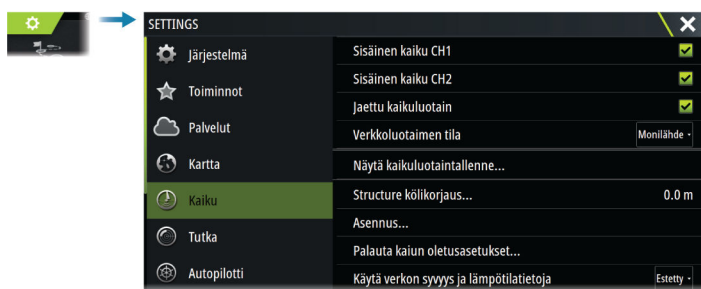 SETTINGS
Järjestelmä
Toiminnot
Palvelut
Kartta
Kaiku
Tutka
Autopilotti
Sisäinen kaiku CH1
Sisäinen kaiku CH2
Jaettu kaikuluotain
Verkkoluotaimen tila Monilähde
Näytä kaikuluotaintallenne...
Structure kölikorjaus... 0.0 m
Asennus...
Palauta kaiun oletusasetukset...
Käytä verkon syvyys ja lämpötilatietoja Estetty